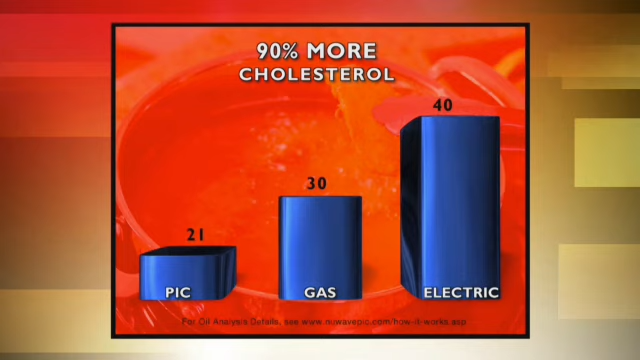 90% MORE
CHOLESTEROL
40
30
21
PIC GAS ELECTRIC
For Oil Analysis Details, see www.nuwavepic.com/how-it-works.asp